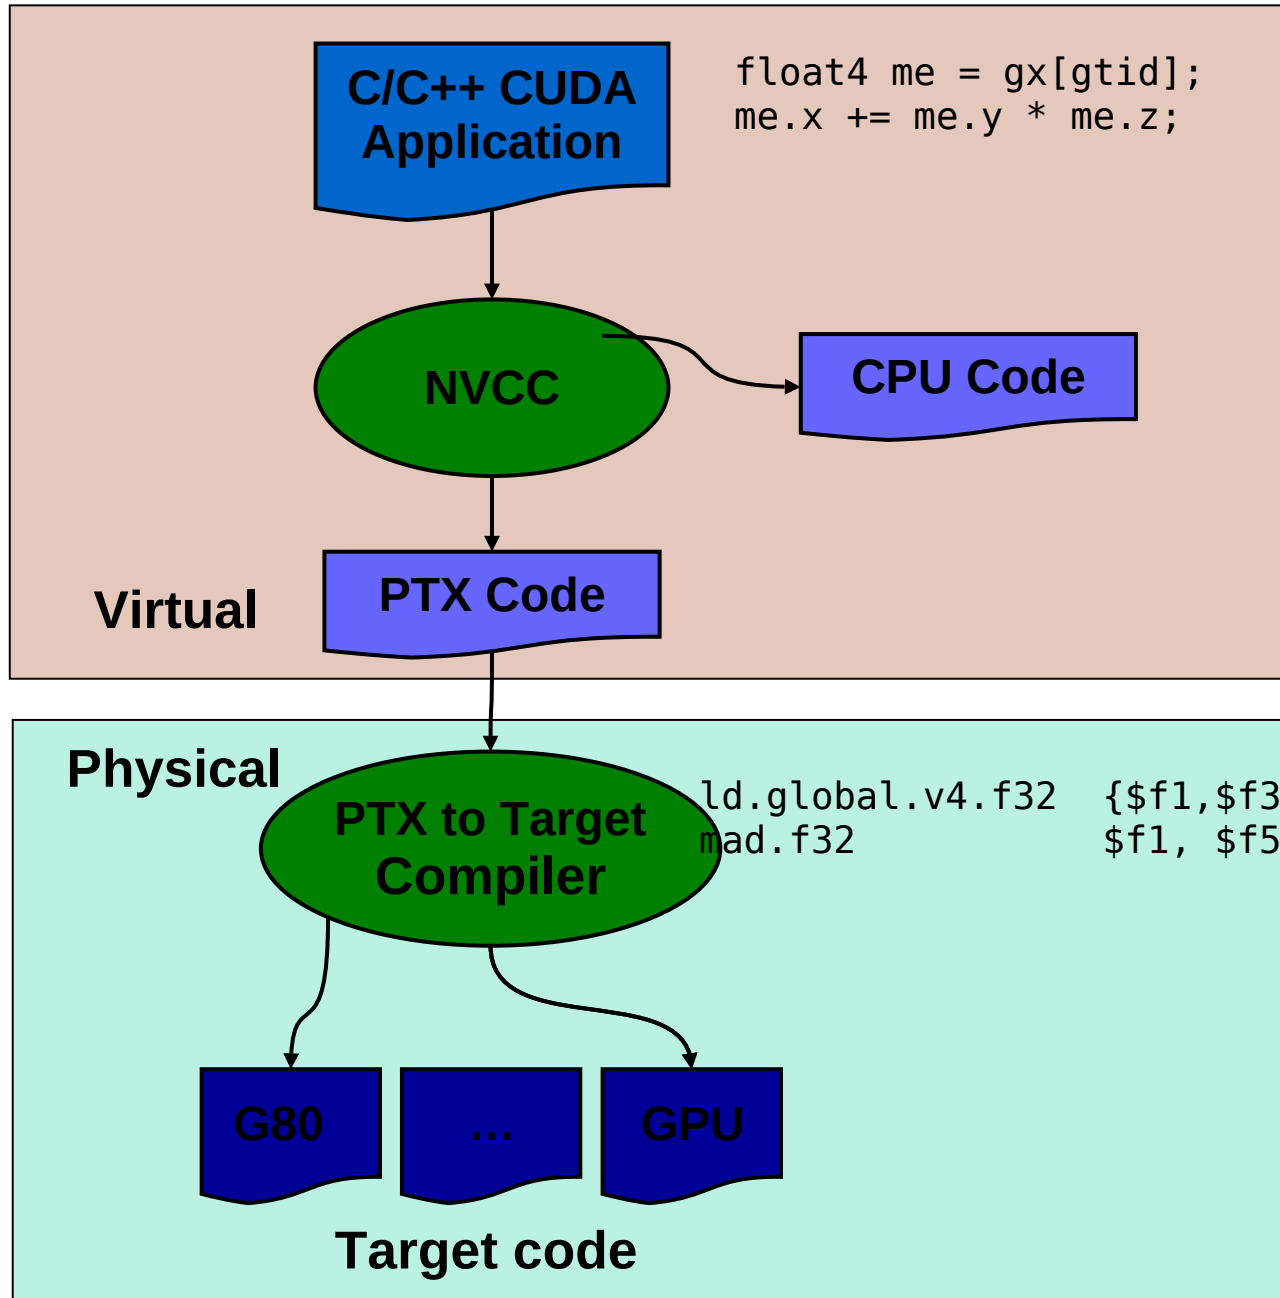 C/C++ CUDA
Application
float4 me = gx[gtid];
me.x += me.y * me.z;
NVCC
CPU Code
PTX Code
Virtual
Physical
PTX to Target
Compiler
ld.global.v4.f32  {$f1,$f3
mad.f32           $f1, $f5
G80
...
GPU
Target code